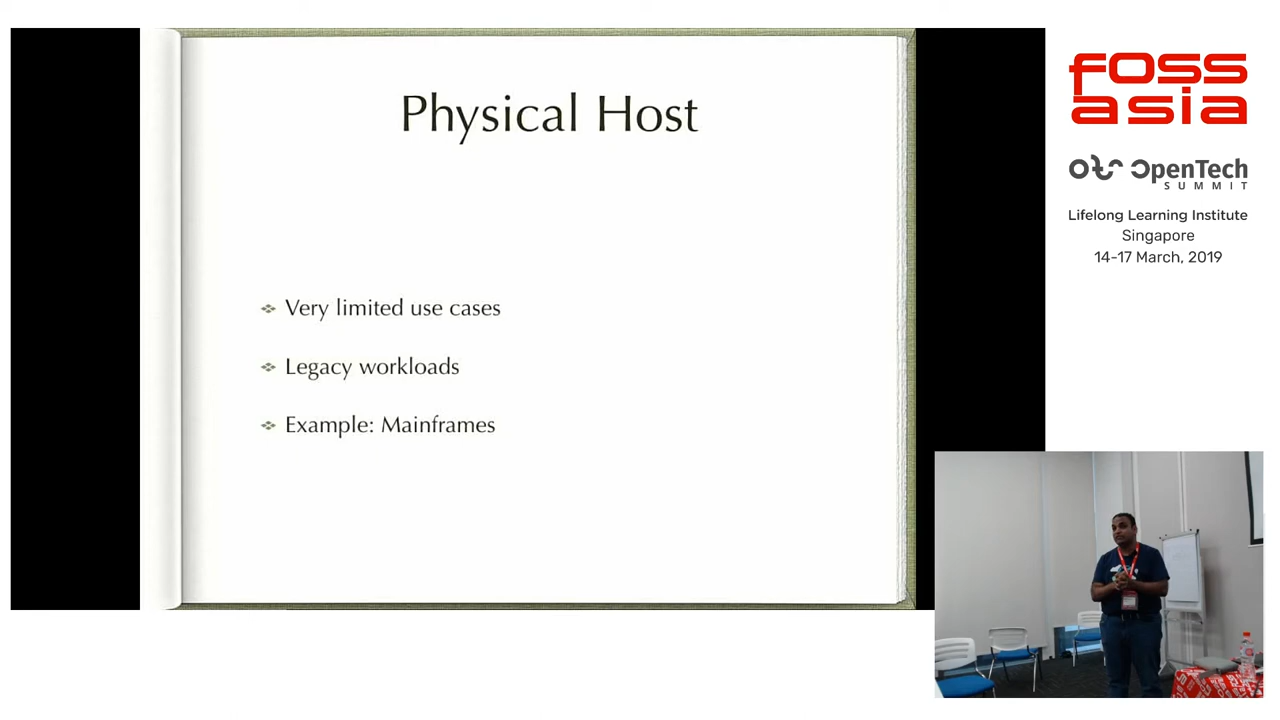 Physical Host
Very limited use cases
Legacy workloads
Example: Mainframes
FOSS
asia
OpenTech
SUMMIT
Lifelong Learning Institute
Singapore
14-17 March, 2019